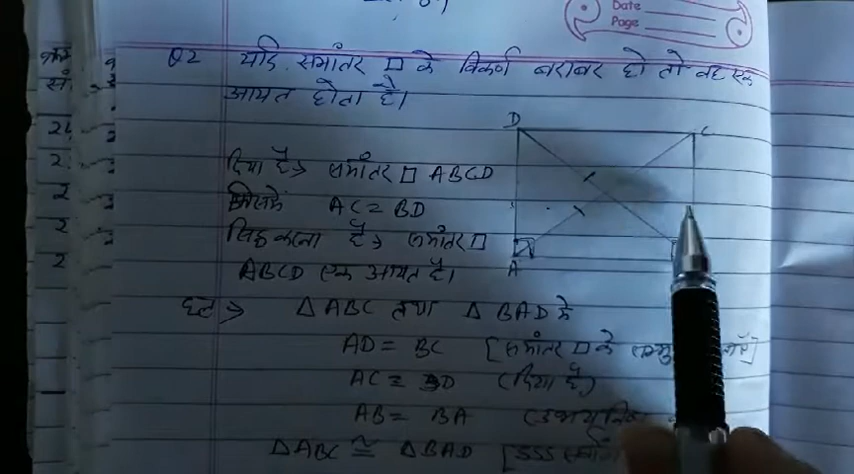 Date
Page
Q2 यदि समांतर □ के विकर्ण बराबर हो तो वह एक
आयत होता है।
D C
दिया है→ समांतर □ ABCD
जिसमें AC = BD
सिद्ध करना है→ समांतर □
ABCD एक आयत है।
A
हल ⇒ △ABC तथा △BAD में
AD = BC [समांतर □ के
AC = BD (दिया है)
AB = BA (उभयनिष्ठ
△ABC ≅ △BAD [SSS